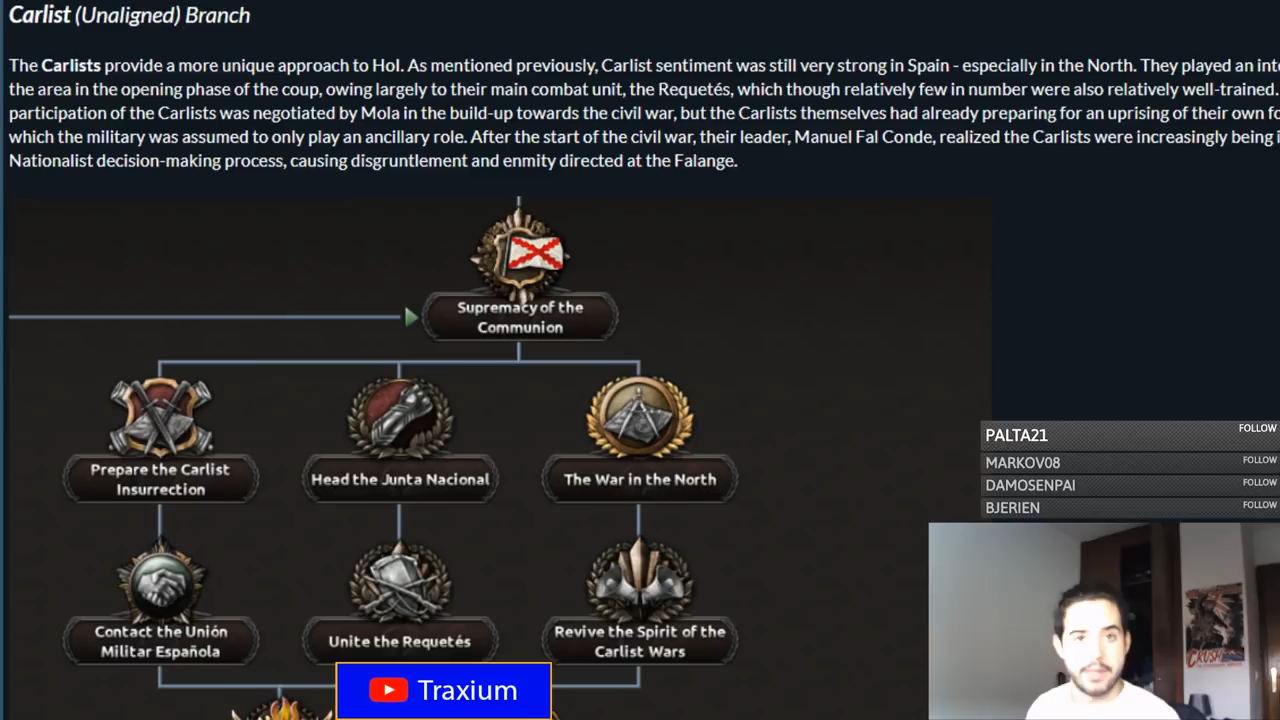 Carlist (Unaligned) Branch
The Carlists provide a more unique approach to HoI. As mentioned previously, Carlist sentiment was still very strong in Spain - especially in the North. They played an
the area in the opening phase of the coup, owing largely to their main combat unit, the Requetés, which though relatively few in number were also relatively well-trained.
participation of the Carlists was negotiated by Mola in the build-up towards the civil war, but the Carlists themselves had already preparing for an uprising of their own
which the military was assumed to only play an ancillary role. After the start of the civil war, their leader, Manuel Fal Conde, realized the Carlists were increasingly being
Nationalist decision-making process, causing disgruntlement and enmity directed at the Falange.
Supremacy of the
Communion
Prepare the Carlist
Insurrection
Head the Junta Nacional
The War in the North
Contact the Unión
Militar Española
Unite the Requetés
Revive the Spirit of the
Carlist Wars
PALTA21 FOLLOW
MARKOV08 FOLLOW
DAMOSENPAI FOLLOW
BJERIEN FOLLOW
CRUSH
Traxium